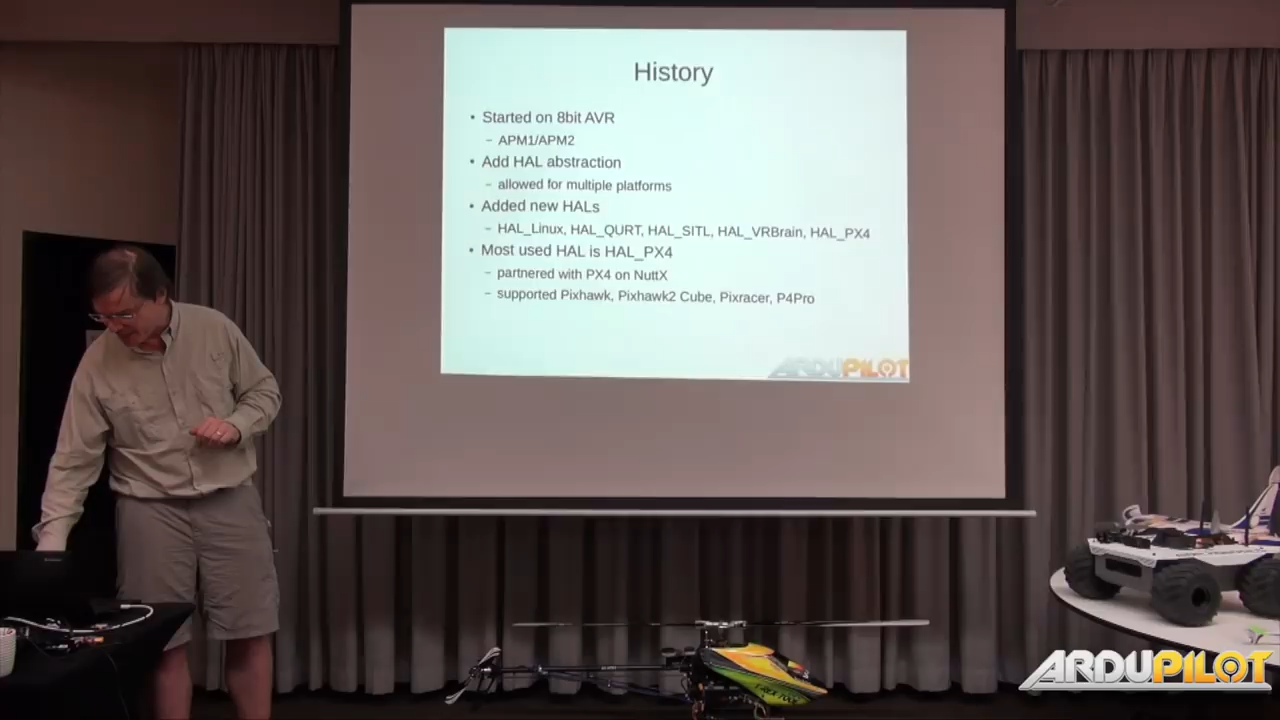 History
• Started on 8bit AVR
– APM1/APM2
• Add HAL abstraction
– allowed for multiple platforms
• Added new HALs
– HAL_Linux, HAL_QURT, HAL_SITL, HAL_VRBrain, HAL_PX4
• Most used HAL is HAL_PX4
– partnered with PX4 on NuttX
– supported Pixhawk, Pixhawk2 Cube, Pixracer, P4Pro
ARDUPILOT
ARDUPILOT